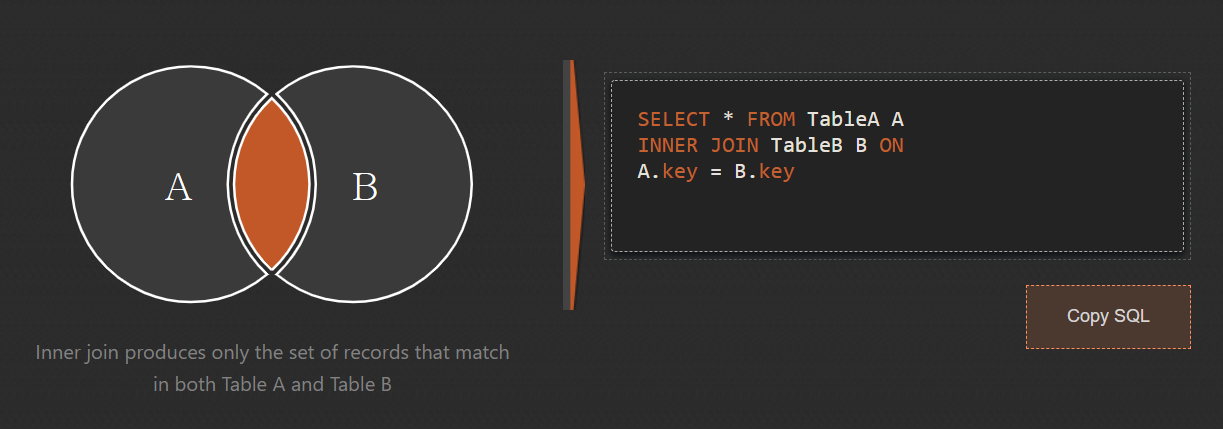 A
B
SELECT * FROM TableA A
INNER JOIN TableB B ON
A.key = B.key
Copy SQL
Inner join produces only the set of records that match
in both Table A and Table B